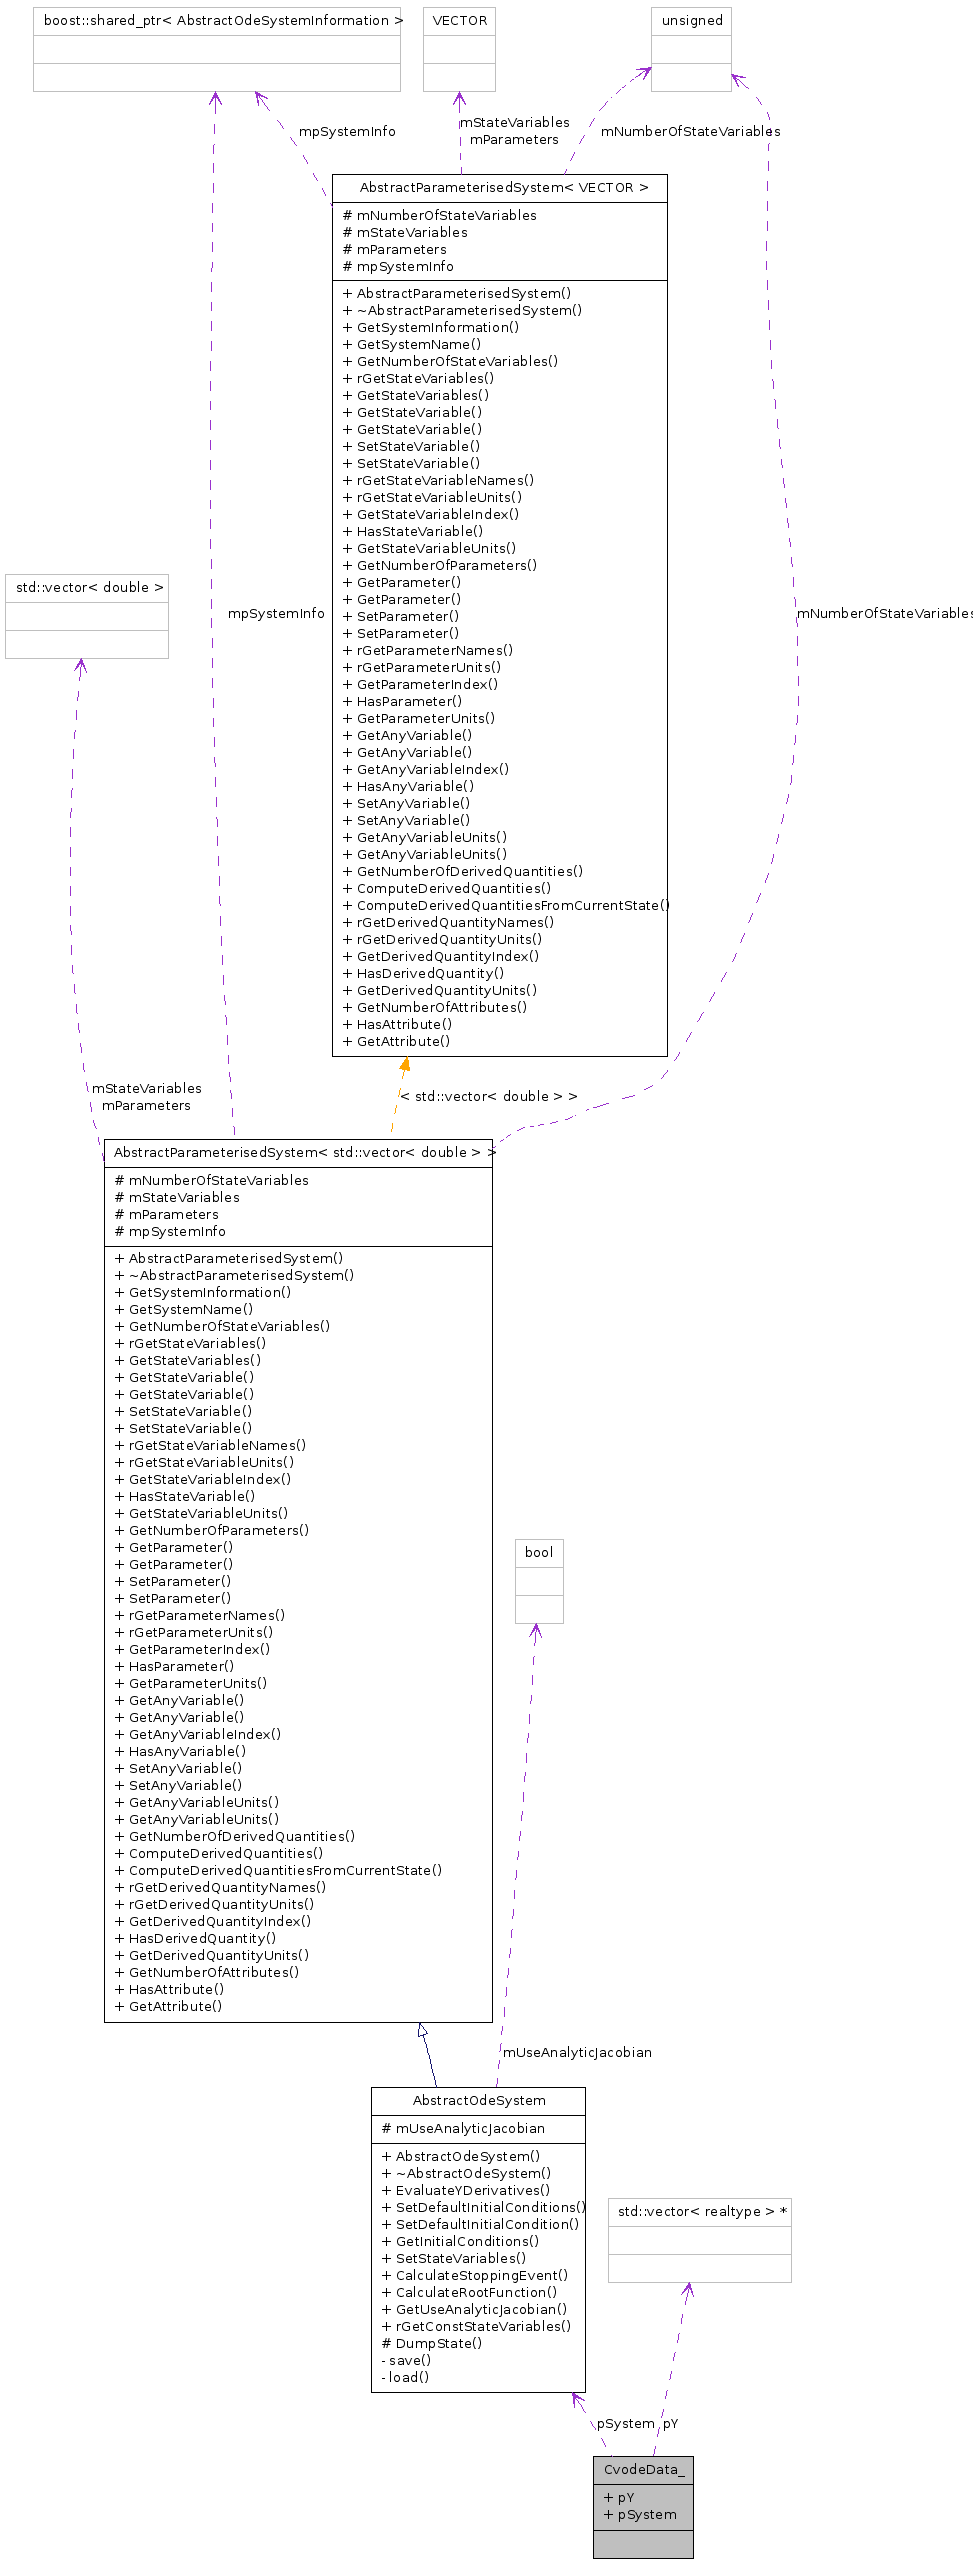 boost::shared_ptr< AbstractOdeSystemInformation >
VECTOR
unsigned
mpSystemInfo
mStateVariables
mParameters
mNumberOfStateVariables
AbstractParameterisedSystem< VECTOR >
# mNumberOfStateVariables
# mStateVariables
# mParameters
# mpSystemInfo
+ AbstractParameterisedSystem()
+ ~AbstractParameterisedSystem()
+ GetSystemInformation()
+ GetSystemName()
+ GetNumberOfStateVariables()
+ rGetStateVariables()
+ GetStateVariables()
+ GetStateVariable()
+ GetStateVariable()
+ SetStateVariable()
+ SetStateVariable()
+ rGetStateVariableNames()
+ rGetStateVariableUnits()
+ GetStateVariableIndex()
+ HasStateVariable()
+ GetStateVariableUnits()
+ GetNumberOfParameters()
+ GetParameter()
+ GetParameter()
+ SetParameter()
+ SetParameter()
+ rGetParameterNames()
+ rGetParameterUnits()
+ GetParameterIndex()
+ HasParameter()
+ GetParameterUnits()
+ GetAnyVariable()
+ GetAnyVariable()
+ GetAnyVariableIndex()
+ HasAnyVariable()
+ SetAnyVariable()
+ SetAnyVariable()
+ GetAnyVariableUnits()
+ GetAnyVariableUnits()
+ GetNumberOfDerivedQuantities()
+ ComputeDerivedQuantities()
+ ComputeDerivedQuantitiesFromCurrentState()
+ rGetDerivedQuantityNames()
+ rGetDerivedQuantityUnits()
+ GetDerivedQuantityIndex()
+ HasDerivedQuantity()
+ GetDerivedQuantityUnits()
+ GetNumberOfAttributes()
+ HasAttribute()
+ GetAttribute()
std::vector< double >
mpSystemInfo
mNumberOfStateVariables
mStateVariables
mParameters
< std::vector< double > >
AbstractParameterisedSystem< std::vector< double > >
# mNumberOfStateVariables
# mStateVariables
# mParameters
# mpSystemInfo
+ AbstractParameterisedSystem()
+ ~AbstractParameterisedSystem()
+ GetSystemInformation()
+ GetSystemName()
+ GetNumberOfStateVariables()
+ rGetStateVariables()
+ GetStateVariables()
+ GetStateVariable()
+ GetStateVariable()
+ SetStateVariable()
+ SetStateVariable()
+ rGetStateVariableNames()
+ rGetStateVariableUnits()
+ GetStateVariableIndex()
+ HasStateVariable()
+ GetStateVariableUnits()
+ GetNumberOfParameters()
+ GetParameter()
+ GetParameter()
+ SetParameter()
+ SetParameter()
+ rGetParameterNames()
+ rGetParameterUnits()
+ GetParameterIndex()
+ HasParameter()
+ GetParameterUnits()
+ GetAnyVariable()
+ GetAnyVariable()
+ GetAnyVariableIndex()
+ HasAnyVariable()
+ SetAnyVariable()
+ SetAnyVariable()
+ GetAnyVariableUnits()
+ GetAnyVariableUnits()
+ GetNumberOfDerivedQuantities()
+ ComputeDerivedQuantities()
+ ComputeDerivedQuantitiesFromCurrentState()
+ rGetDerivedQuantityNames()
+ rGetDerivedQuantityUnits()
+ GetDerivedQuantityIndex()
+ HasDerivedQuantity()
+ GetDerivedQuantityUnits()
+ GetNumberOfAttributes()
+ HasAttribute()
+ GetAttribute()
bool
mUseAnalyticJacobian
AbstractOdeSystem
# mUseAnalyticJacobian
+ AbstractOdeSystem()
+ ~AbstractOdeSystem()
+ EvaluateYDerivatives()
+ SetDefaultInitialConditions()
+ SetDefaultInitialCondition()
+ GetInitialConditions()
+ SetStateVariables()
+ CalculateStoppingEvent()
+ CalculateRootFunction()
+ GetUseAnalyticJacobian()
+ rGetConstStateVariables()
# DumpState()
- save()
- load()
std::vector< realtype > *
pSystem
pY
CvodeData_
+ pY
+ pSystem